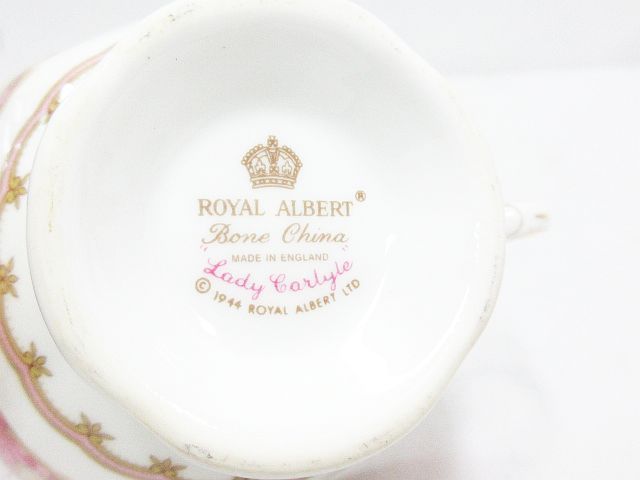 ROYAL ALBERT®
Bone China
MADE IN ENGLAND
"Lady Carlyle"
© 1944 ROYAL ALBERT LTD